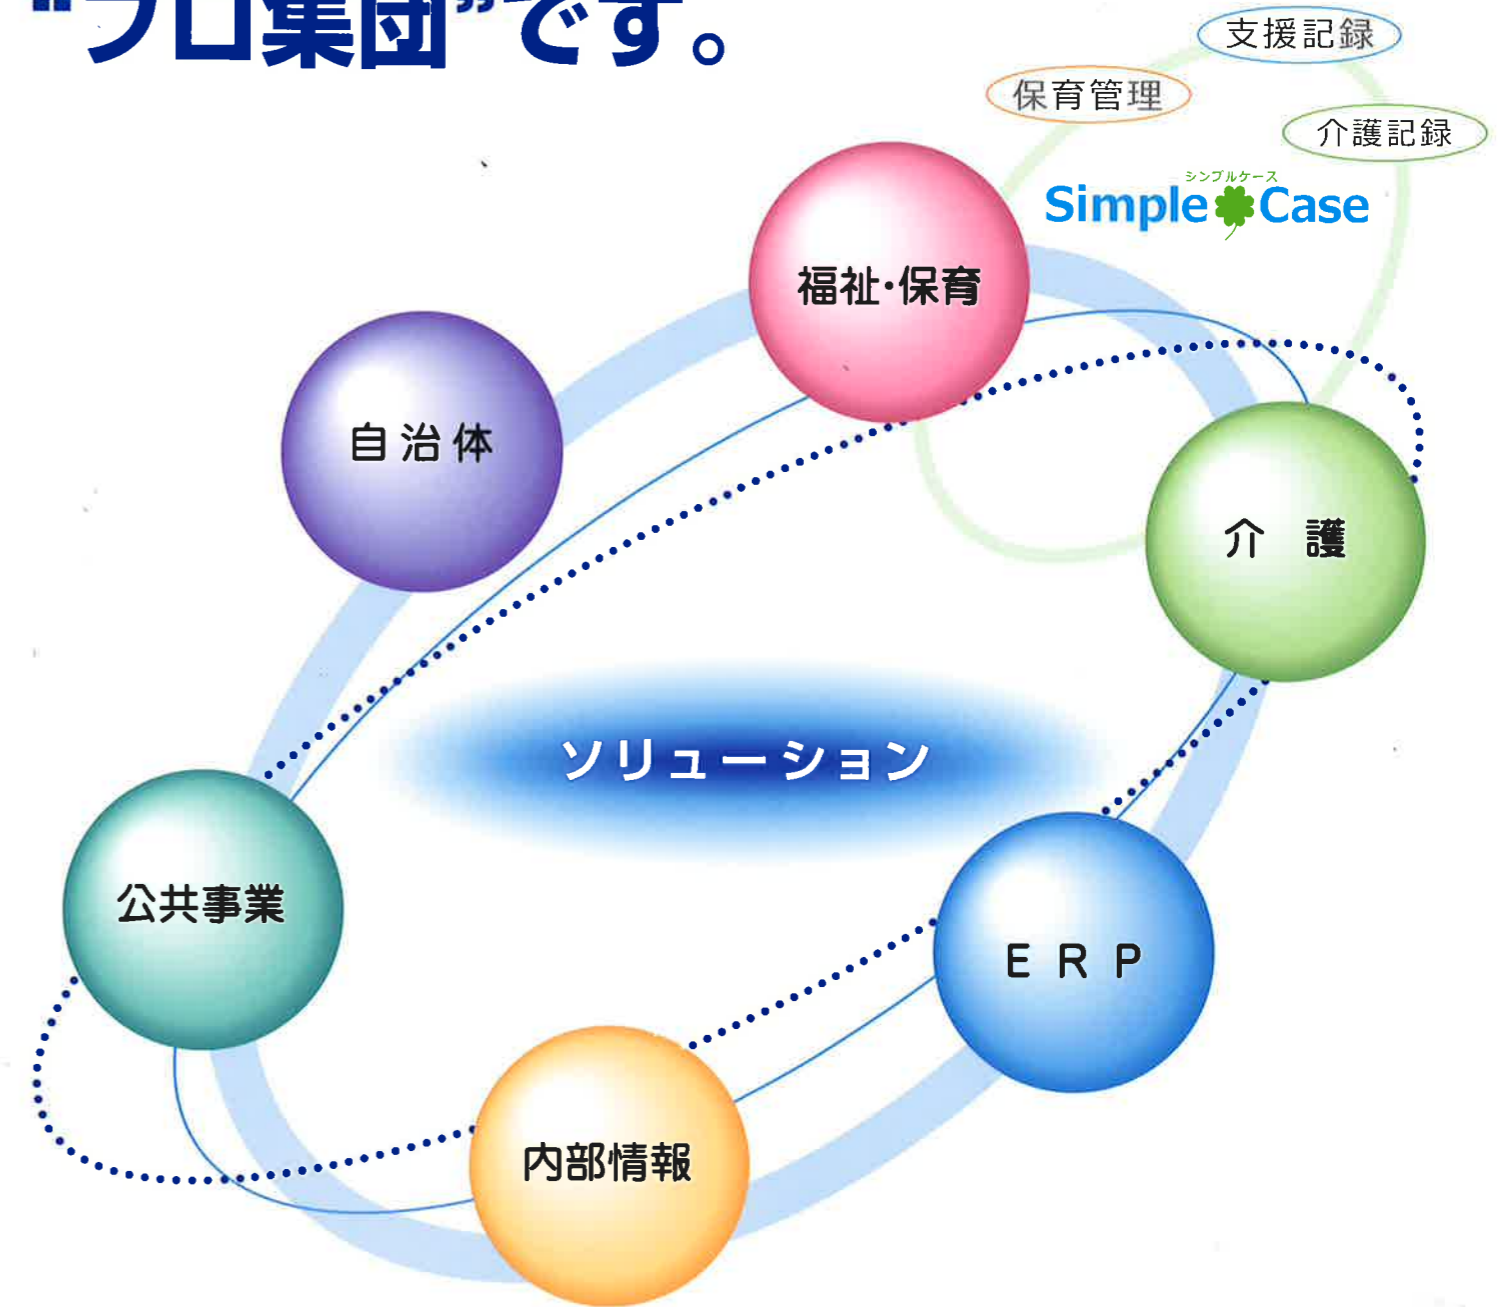 “プロ集団”です。
支援記録
保育管理
介護記録
シンプルケース
Simple Case
福祉・保育
自治体
介 護
ソリューション
公共事業
ERP
内部情報